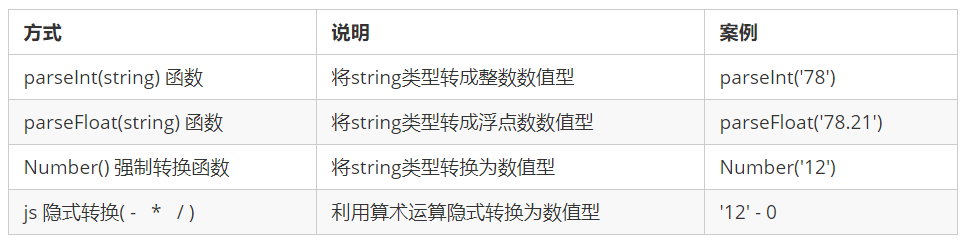 方式 说明 案例
parseInt(string) 函数 将string类型转成整数数值型 parseInt('78')
parseFloat(string) 函数 将string类型转成浮点数数值型 parseFloat('78.21')
Number() 强制转换函数 将string类型转换为数值型 Number('12')
js 隐式转换( - * / ) 利用算术运算隐式转换为数值型 '12' - 0